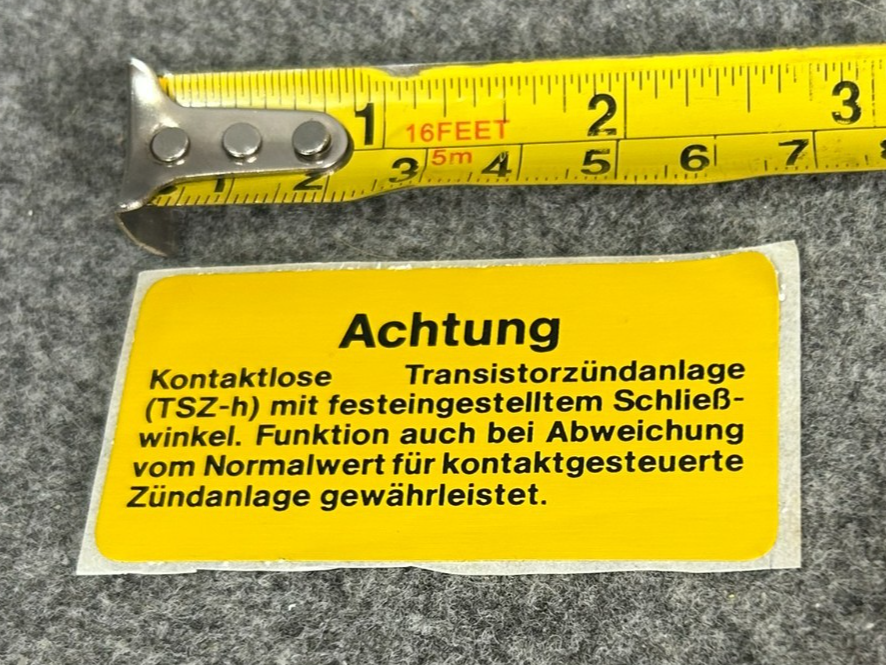 1 2 3
16FEET
5m
1 2 3 4 5 6 7 8
Achtung
Kontaktlose Transistorzündanlage
(TSZ-h) mit festeingestelltem Schließ-
winkel. Funktion auch bei Abweichung
vom Normalwert für kontaktgesteuerte
Zündanlage gewährleistet.